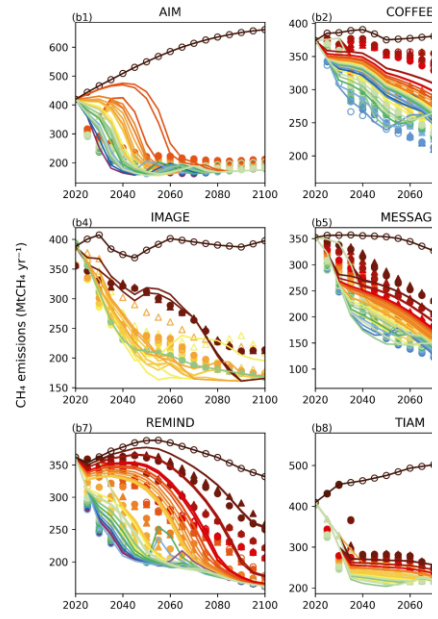 (b1) AIM
600
500
400
300
200
2020 2040 2060 2080 2100
(b2) COFFEE
350
300
250
200
2020 2040 2060
CH₄ emissions (MtCH₄ yr⁻¹)
(b4) IMAGE
400
350
300
250
200
150
2020 2040 2060 2080 2100
(b5) MESSAG
350
300
250
200
150
100
2020 2040 2060
(b7) REMIND
350
300
250
200
2020 2040 2060 2080 2100
(b8) TIAM
500
400
300
200
2020 2040 2060